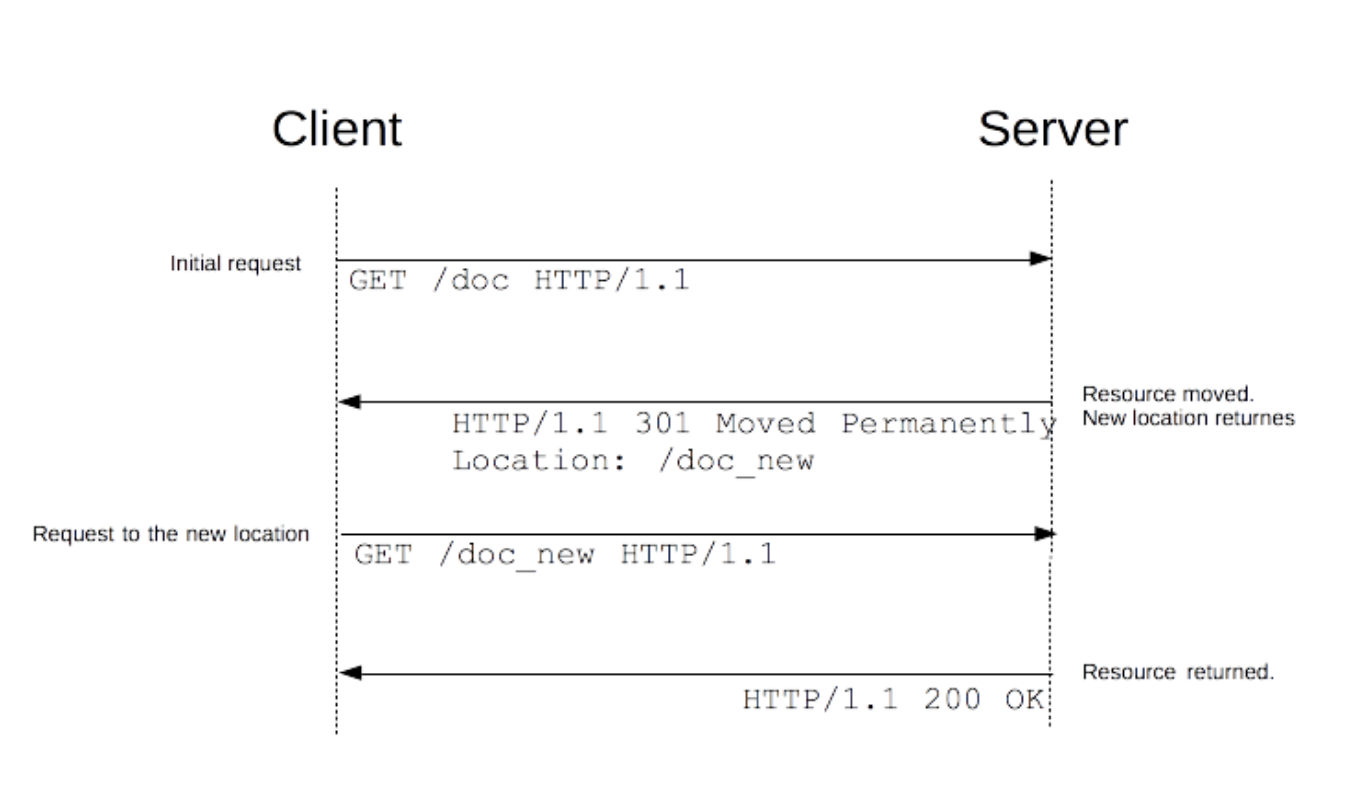 Client
Server
Initial request
GET /doc HTTP/1.1
Resource moved.
New location returnes
HTTP/1.1 301 Moved Permanently
Location: /doc_new
Request to the new location
GET /doc_new HTTP/1.1
Resource returned.
HTTP/1.1 200 OK